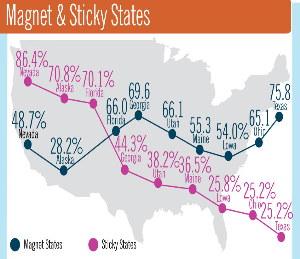 Magnet & Sticky States
86.4%
Nevada
70.8%
Alaska
70.1%
Florida
48.7%
Nevada
28.2%
Alaska
66.0
Florida
69.6
Georgia
66.1
Utah
55.3
Maine
54.0%
Iowa
65.1
Ohio
75.8
Texas
44.3%
Georgia
38.2%
Utah
36.5%
Maine
25.8%
Iowa
25.2%
Ohio
25.2%
Texas
Magnet States
Sticky States